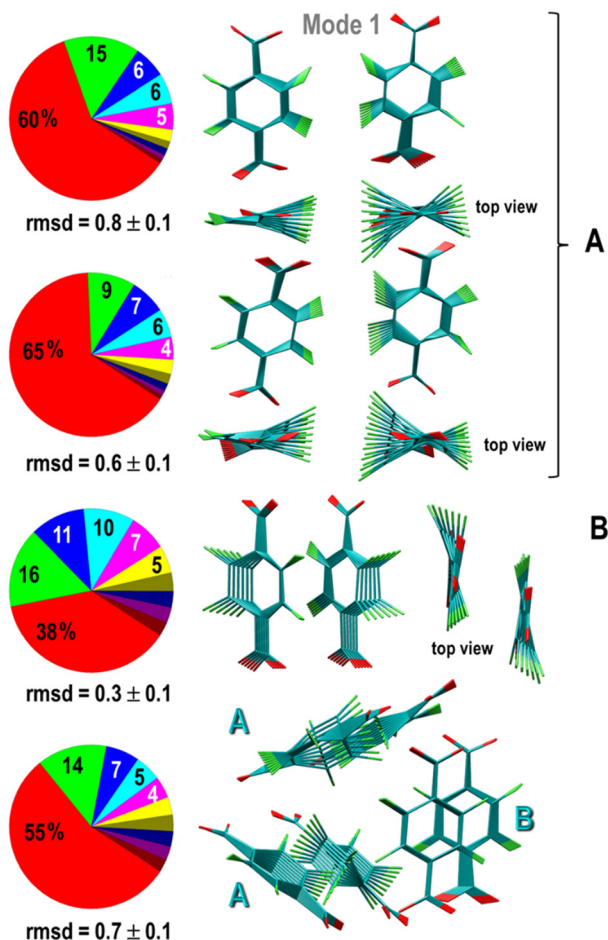 Mode 1
15
6
6
5
60%
top view
A
rmsd = 0.8 ± 0.1
9
7
6
4
65%
top view
rmsd = 0.6 ± 0.1
B
11
10
7
5
16
38%
top view
rmsd = 0.3 ± 0.1
A
14
7
5
4
55%
B
A
rmsd = 0.7 ± 0.1